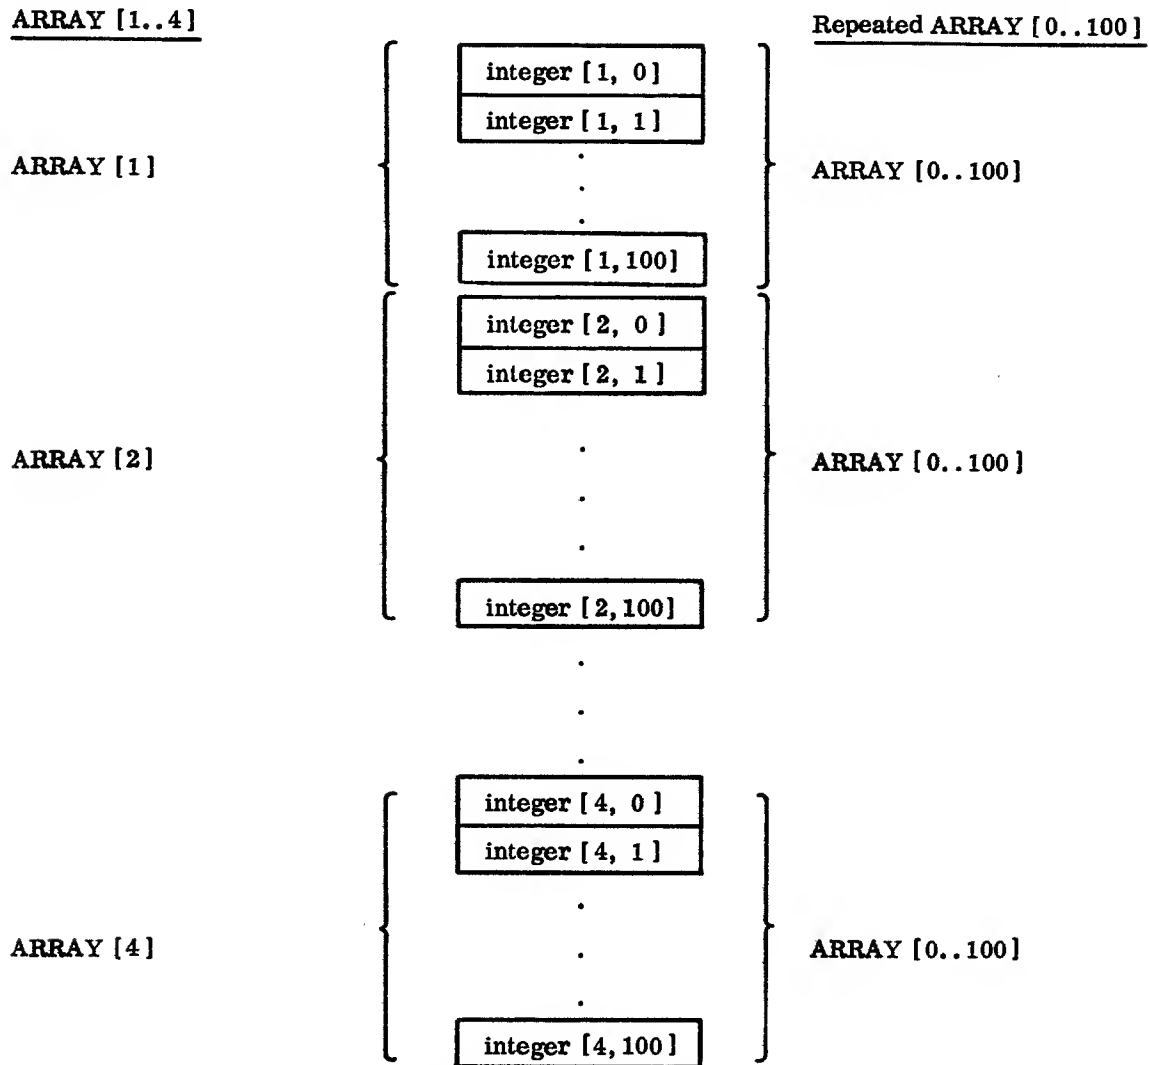 ARRAY [1..4]
Repeated ARRAY [0..100]
integer [1, 0]
integer [1, 1]
ARRAY [1]
ARRAY [0..100]
.
.
.
integer [1,100]
integer [2, 0 ]
integer [2, 1 ]
ARRAY [2]
ARRAY [0..100]
.
.
.
integer [2,100]
.
.
.
integer [4, 0 ]
integer [4, 1 ]
.
ARRAY [4]
ARRAY [0..100]
.
.
integer [4,100]